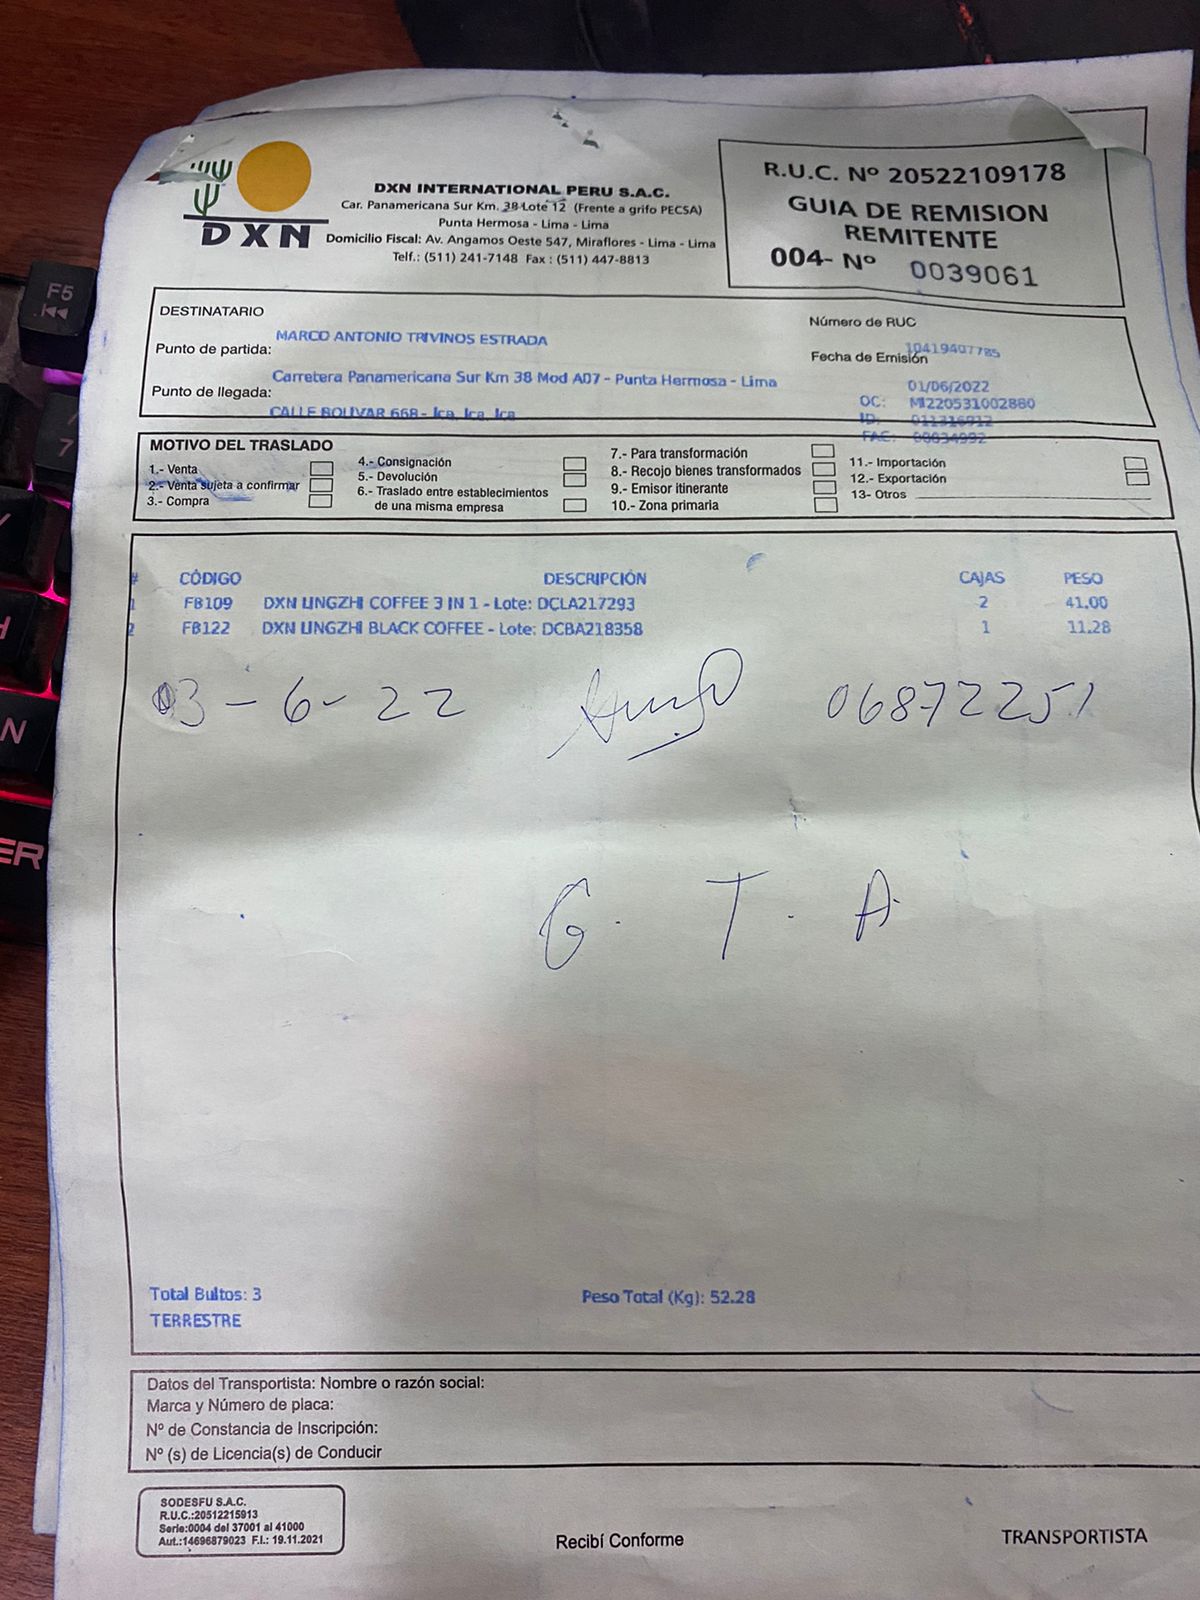 DXN
DXN INTERNATIONAL PERU S.A.C.
Car. Panamericana Sur Km. 38 Lote 12 (Frente a grifo PECSA)
Punta Hermosa - Lima - Lima
Domicilio Fiscal: Av. Angamos Oeste 547, Miraflores - Lima - Lima
Telf.: (511) 241-7148 Fax : (511) 447-8813
R.U.C. Nº 20522109178
GUIA DE REMISION
REMITENTE
004- Nº 0039061
DESTINATARIO
MARCO ANTONIO TRIVINOS ESTRADA
Número de RUC
10419407785
Punto de partida:
Fecha de Emisión
Carretera Panamericana Sur Km 38 Mod A07 - Punta Hermosa - Lima
01/06/2022
Punto de llegada:
OC: MI220531002880
CALLE BOLIVAR 668 - Ica, Ica, Ica
ID: 011316912
FAC: 00034992
MOTIVO DEL TRASLADO
1.- Venta
2.- Venta sujeta a confirmar
3.- Compra
4.- Consignación
5.- Devolución
6.- Traslado entre establecimientos
de una misma empresa
7.- Para transformación
8.- Recojo bienes transformados
9.- Emisor itinerante
10.- Zona primaria
11.- Importación
12.- Exportación
13- Otros
# CÓDIGO DESCRIPCIÓN CAJAS PESO
1 FB109 DXN LINGZHI COFFEE 3 IN 1 - Lote: DCLA217293 2 41.00
2 FB122 DXN LINGZHI BLACK COFFEE - Lote: DCBA218358 1 11.28
03-6-22 06872251
G. T. A.
Total Bultos: 3 Peso Total (Kg): 52.28
TERRESTRE
Datos del Transportista: Nombre o razón social:
Marca y Número de placa:
Nº de Constancia de Inscripción:
Nº (s) de Licencia(s) de Conducir
SODESFU S.A.C.
R.U.C.:20512215913
Serie:0004 del 37001 al 41000
Aut.:14696879023 F.I.: 19.11.2021
Recibí Conforme
TRANSPORTISTA
F5
7
N